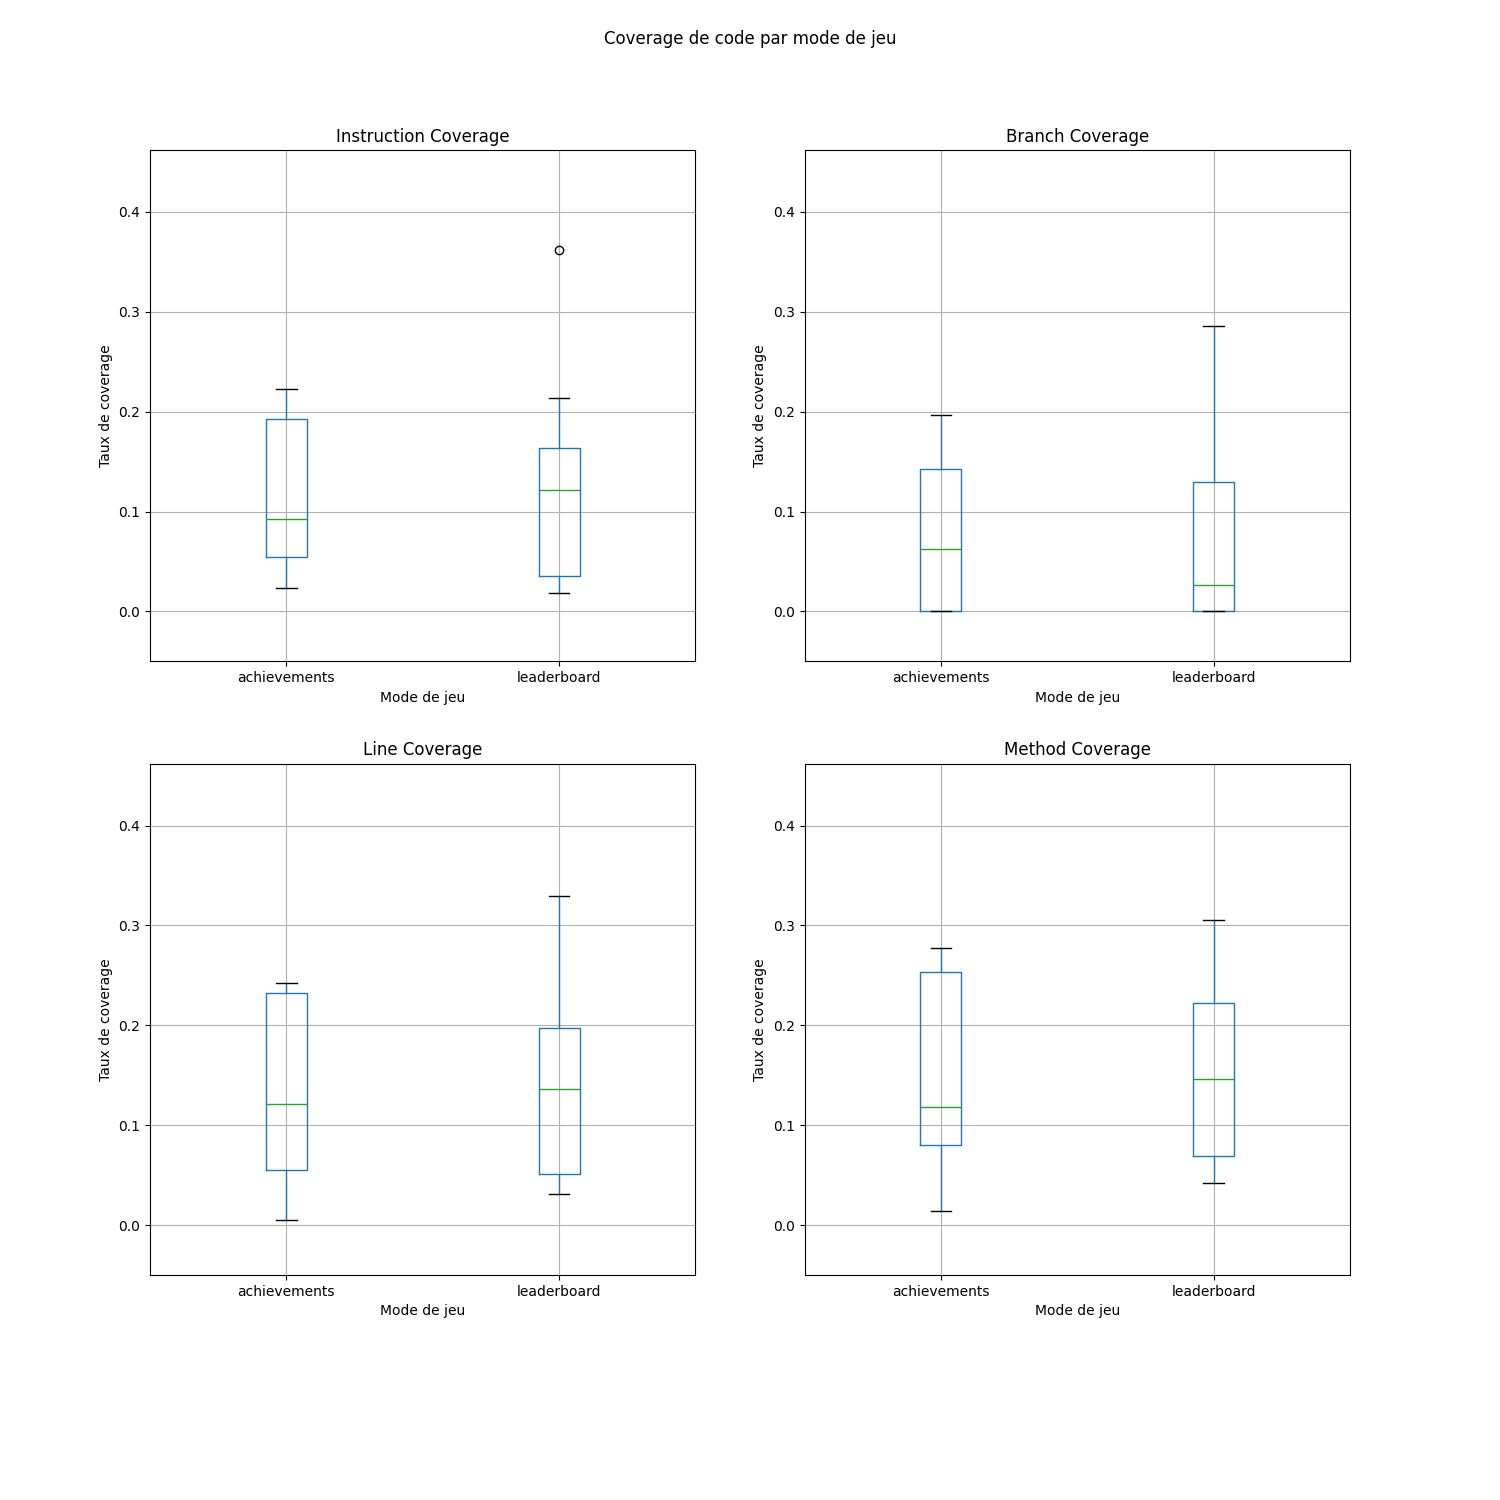 Coverage de code par mode de jeu
Instruction Coverage
Taux de coverage
0.4
0.3
0.2
0.1
0.0
achievements leaderboard
Mode de jeu
Branch Coverage
Taux de coverage
0.4
0.3
0.2
0.1
0.0
achievements leaderboard
Mode de jeu
Line Coverage
Taux de coverage
0.4
0.3
0.2
0.1
0.0
achievements leaderboard
Mode de jeu
Method Coverage
Taux de coverage
0.4
0.3
0.2
0.1
0.0
achievements leaderboard
Mode de jeu